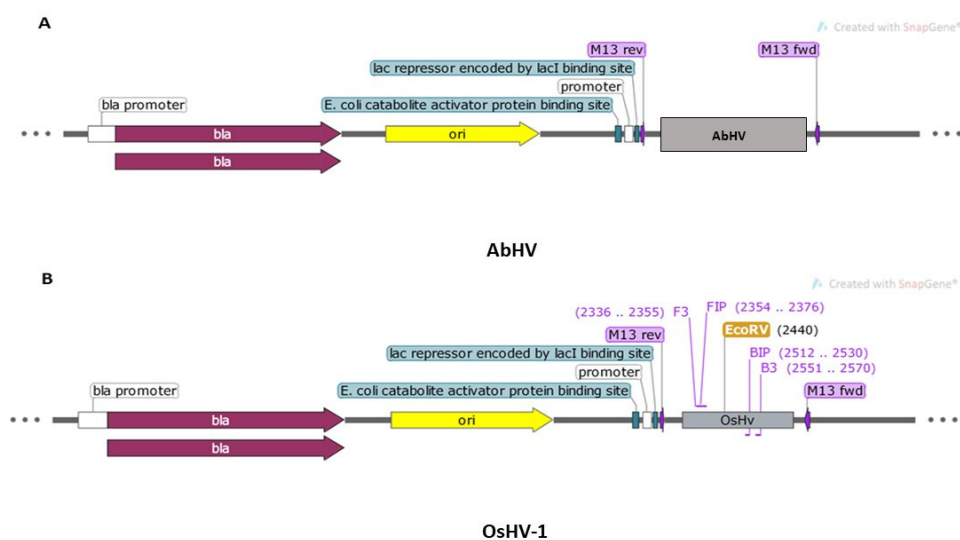 A
Created with SnapGene®
M13 rev
M13 fwd
lac repressor encoded by lacI binding site
promoter
bla promoter
E. coli catabolite activator protein binding site
bla
ori
AbHV
bla
AbHV
B
Created with SnapGene®
(2336 .. 2355) F3
FIP (2354 .. 2376)
M13 rev
EcoRV (2440)
lac repressor encoded by lacI binding site
BIP (2512 .. 2530)
promoter
B3 (2551 .. 2570)
bla promoter
E. coli catabolite activator protein binding site
M13 fwd
bla
ori
OsHv
bla
OsHV-1